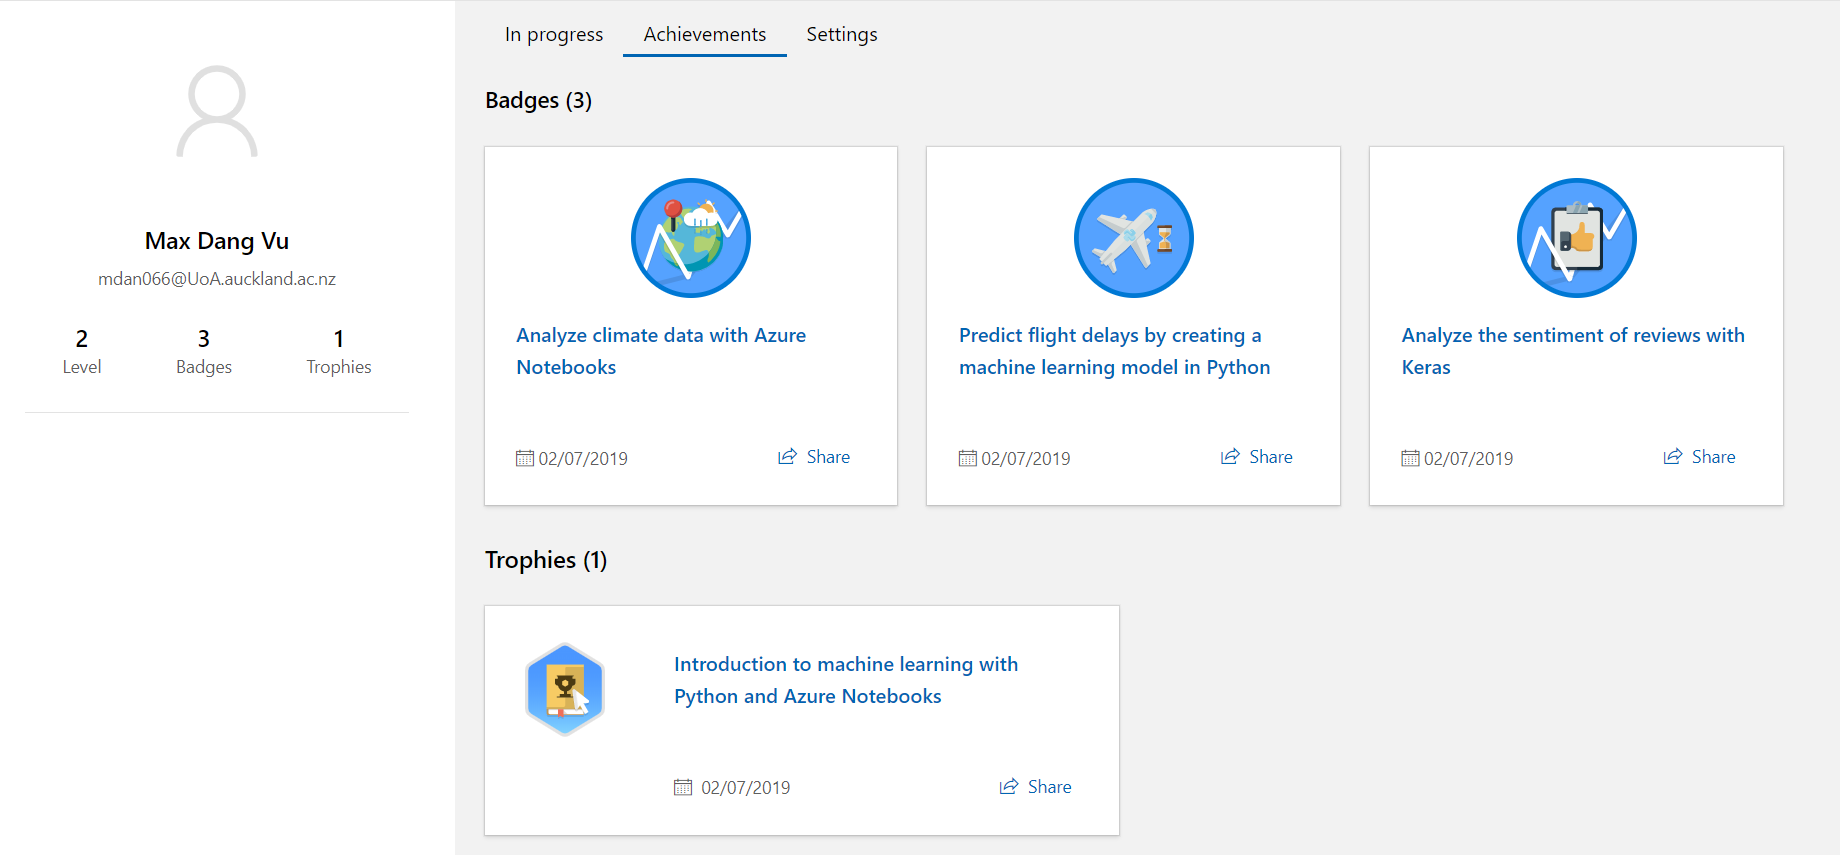 In progress Achievements Settings
Max Dang Vu
mdan066@UoA.auckland.ac.nz
2 3 1
Level Badges Trophies
Badges (3)
Analyze climate data with Azure
Notebooks
02/07/2019 Share
Predict flight delays by creating a
machine learning model in Python
02/07/2019 Share
Analyze the sentiment of reviews with
Keras
02/07/2019 Share
Trophies (1)
Introduction to machine learning with
Python and Azure Notebooks
02/07/2019 Share